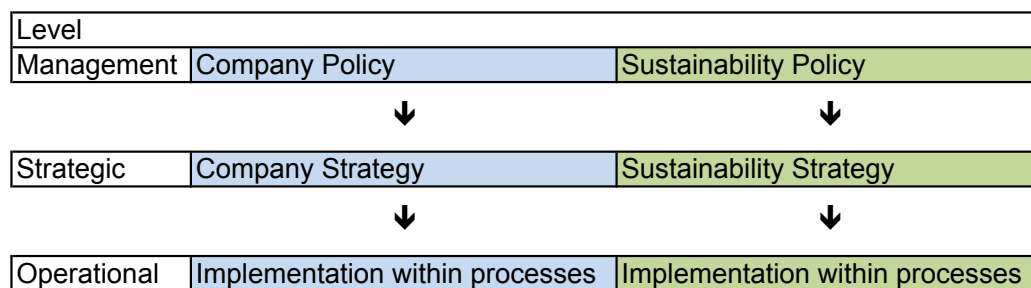 Level
Management Company Policy Sustainability Policy
Strategic Company Strategy Sustainability Strategy
Operational Implementation within processes Implementation within processes